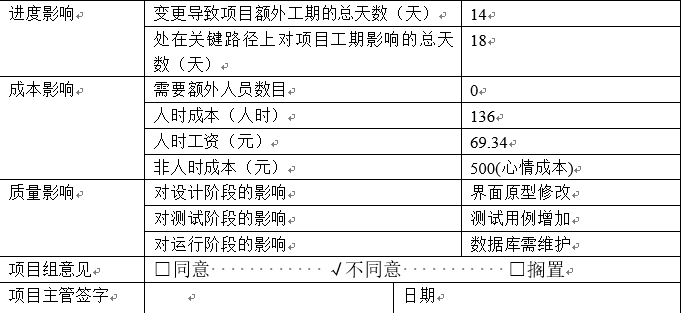 进度影响 变更导致项目额外工期的总天数（天） 14
处在关键路径上对项目工期影响的总天 18
数（天）
成本影响 需要额外人员数目 0
人时成本（人时） 136
人时工资（元） 69.34
非人时成本（元） 500(心情成本)
质量影响 对设计阶段的影响 界面原型修改
对测试阶段的影响 测试用例增加
对运行阶段的影响 数据库需维护
项目组意见 □同意············√不同意···········□搁置
项目主管签字 日期